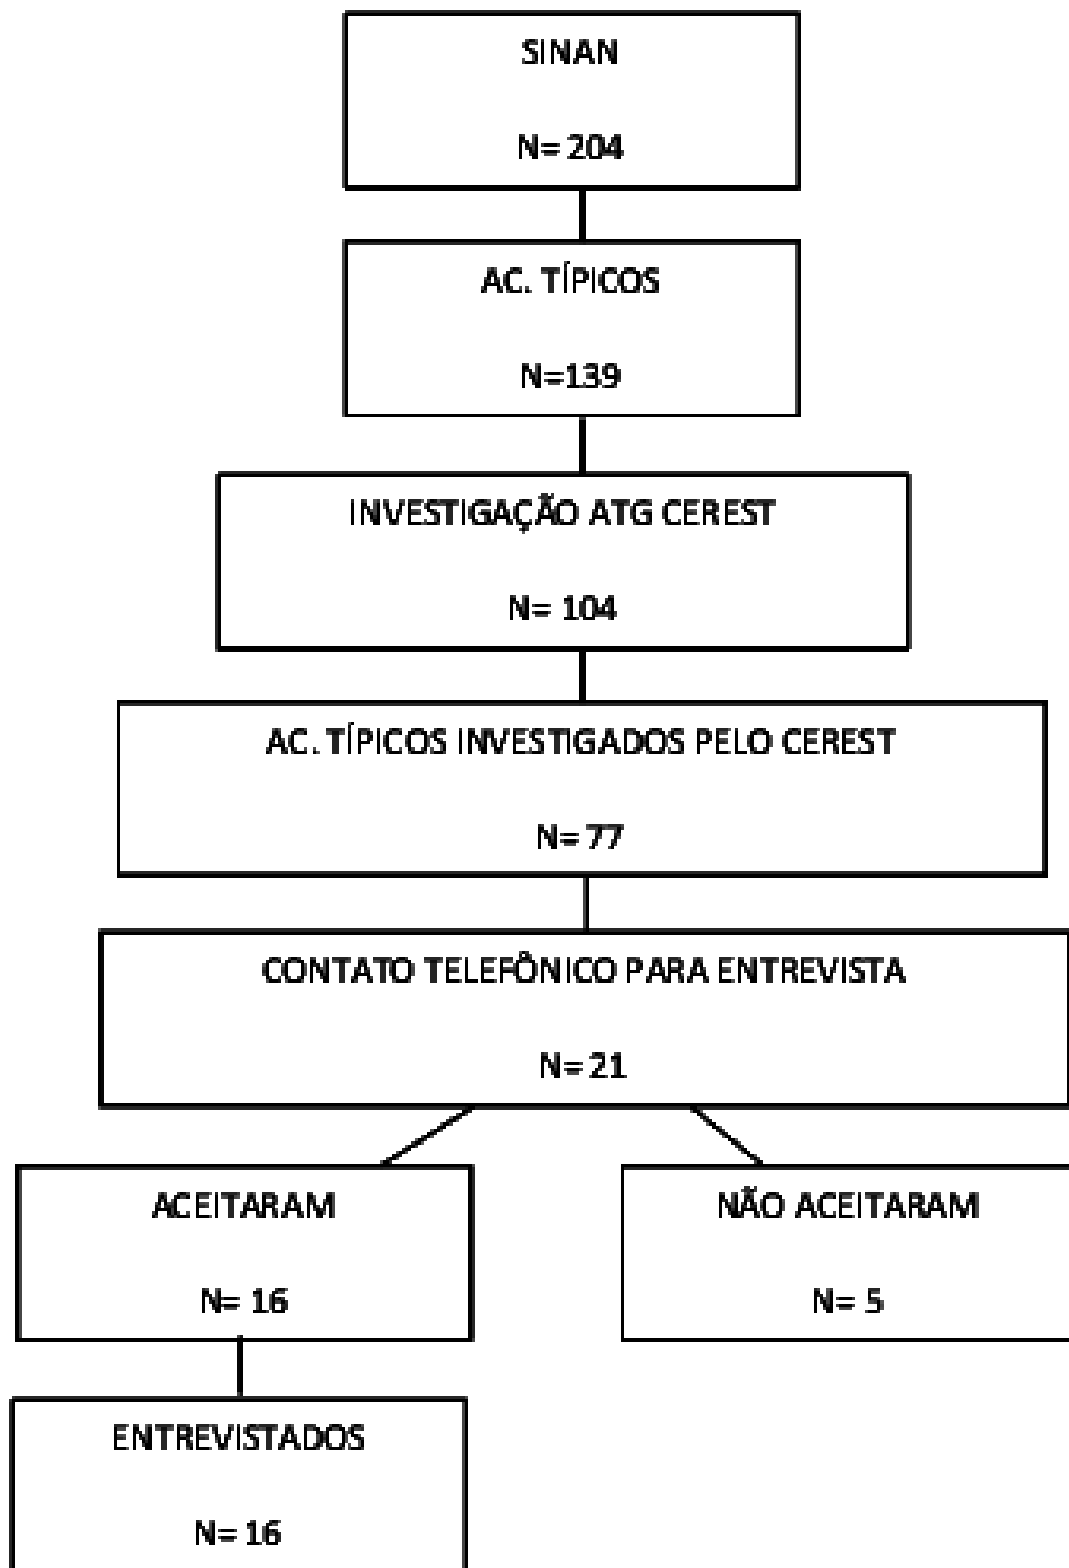 SINAN
N= 204
AC. TÍPICOS
N=139
INVESTIGAÇÃO ATG CEREST
N= 104
AC. TÍPICOS INVESTIGADOS PELO CEREST
N= 77
CONTATO TELEFÔNICO PARA ENTREVISTA
N= 21
ACEITARAM
N= 16
NÃO ACEITARAM
N= 5
ENTREVISTADOS
N= 16